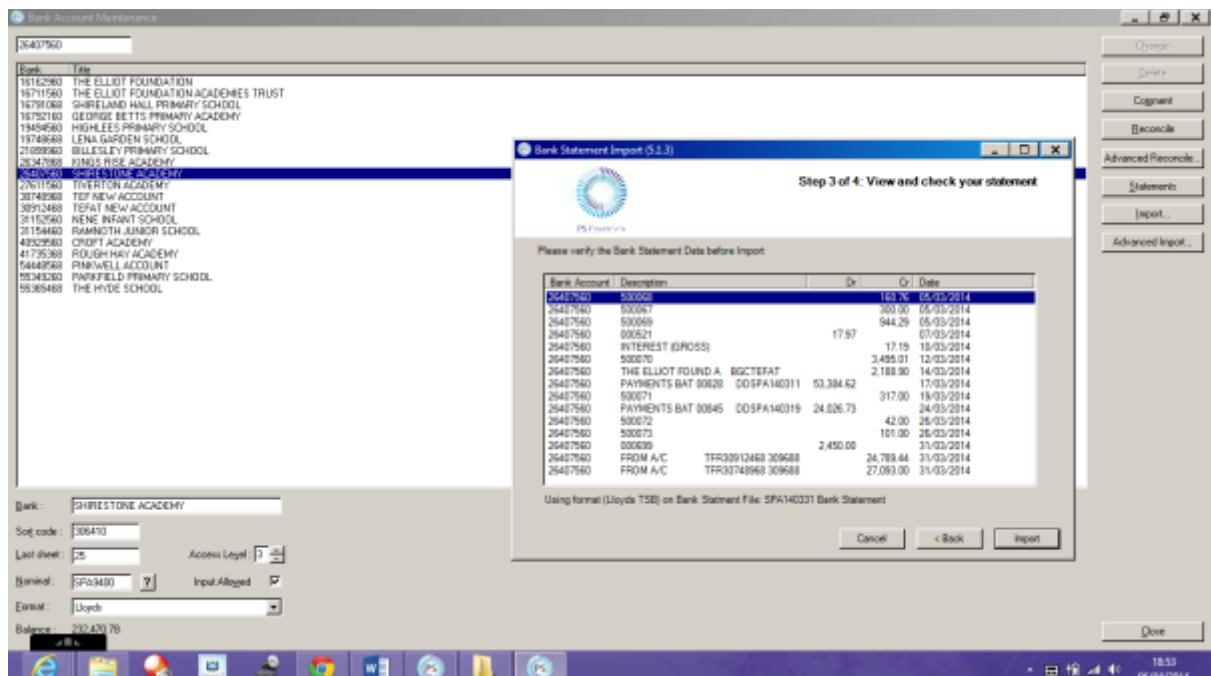 Bank Account Maintenance
26407560
Change
Delete
Comment
Reconcile
Advanced Reconcile...
Statements
Import...
Advanced Import...
Bank Title
16162960 THE ELLIOT FOUNDATION
16711560 THE ELLIOT FOUNDATION ACADEMIES TRUST
16791068 SHIRELAND HALL PRIMARY SCHOOL
16792160 GEORGE BETTS PRIMARY ACADEMY
19494560 HIGHLEES PRIMARY SCHOOL
19748668 LENA GARDEN SCHOOL
21899960 BILLESLEY PRIMARY SCHOOL
26347868 KINGS RISE ACADEMY
26407560 SHIRESTONE ACADEMY
27611560 TIVERTON ACADEMY
30748968 TEF NEW ACCOUNT
30912468 TEFAT NEW ACCOUNT
31152560 NENE INFANT SCHOOL
31154460 RAMNOTH JUNIOR SCHOOL
40929560 CROFT ACADEMY
41735368 ROUGH HAY ACADEMY
54448568 PINKWELL ACCOUNT
55349260 PARKFIELD PRIMARY SCHOOL
55365468 THE HYDE SCHOOL
Bank Statement Import (5.1.3)
Step 3 of 4: View and check your statement
PS Financials
Please verify the Bank Statement Data before Import
Bank Account Description Dr Cr Date
26407560 500068 160.76 05/03/2014
26407560 500067 300.00 05/03/2014
26407560 500069 944.29 05/03/2014
26407560 000521 17.97 07/03/2014
26407560 INTEREST (GROSS) 17.19 10/03/2014
26407560 500070 3,495.01 12/03/2014
26407560 THE ELLIOT FOUND A BGCTEFAT 2,188.90 14/03/2014
26407560 PAYMENTS BAT 00828 DDSPA140311 53,384.62 17/03/2014
26407560 500071 317.00 19/03/2014
26407560 PAYMENTS BAT 00845 DDSPA140319 24,026.73 24/03/2014
26407560 500072 42.00 26/03/2014
26407560 500073 101.00 26/03/2014
26407560 000699 2,450.00 31/03/2014
26407560 FROM A/C TFR30912468 309688 24,789.44 31/03/2014
26407560 FROM A/C TFR30748968 309688 27,093.00 31/03/2014
Using format (Lloyds TSB) on Bank Statment File: SPA140331 Bank Statement
Cancel < Back Import
Bank: SHIRESTONE ACADEMY
Sort code: 306410
Last sheet: 25 Access Level: 3
Nominal: SPA9400 ? Input Allowed
Format: Lloyds
Balance: 232,470.78
Close
18:53